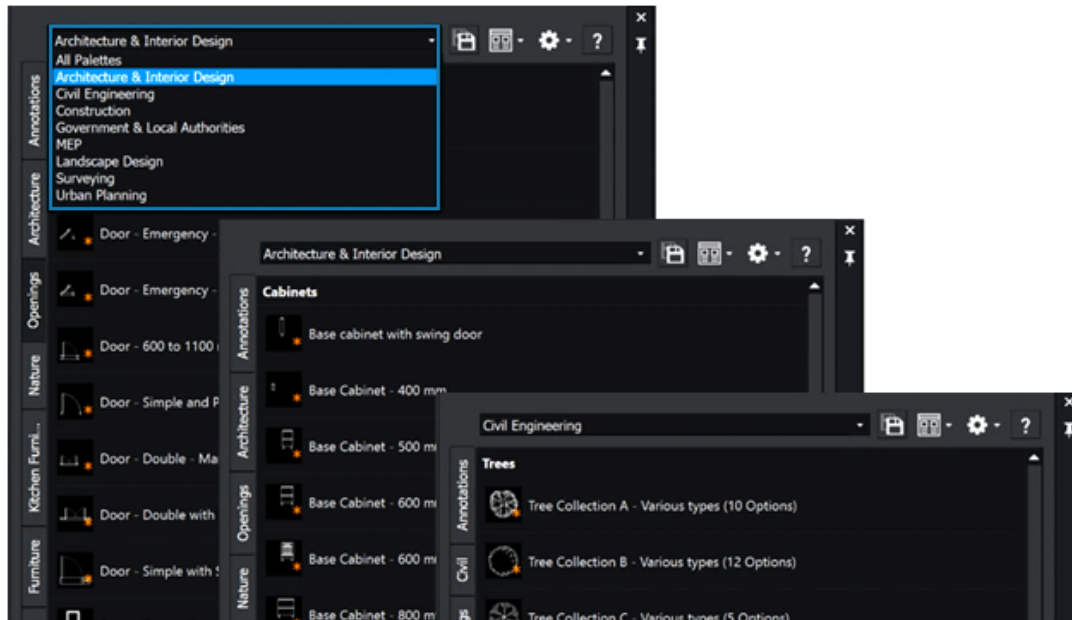 Architecture & Interior Design
All Palettes
Architecture & Interior Design
Civil Engineering
Construction
Government & Local Authorities
MEP
Landscape Design
Surveying
Urban Planning
Annotations
Architecture
Openings
Nature
Kitchen Furni...
Furniture
Door - Emergency -
Door - Emergency -
Door - 600 to 1100
Door - Simple and P
Door - Double - Ma
Door - Double with
Door - Simple with
?
Architecture & Interior Design
?
Annotations
Architecture
Openings
Nature
Cabinets
Base cabinet with swing door
Base Cabinet - 400 mm
Base Cabinet - 500 m
Base Cabinet - 600 m
Base Cabinet - 600 m
Base Cabinet - 800 m
Civil Engineering
?
Annotations
Civil
Trees
Tree Collection A - Various types (10 Options)
Tree Collection B - Various types (12 Options)
Tree Collection C - Various types (5 Options)